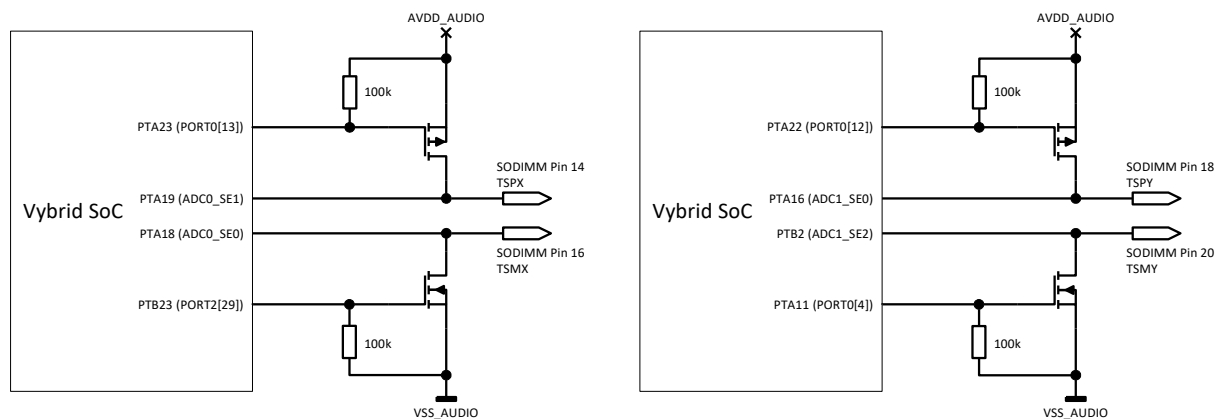 AVDD_AUDIO
100k
PTA23 (PORT0[13])
SODIMM Pin 14
TSPX
PTA19 (ADC0_SE1)
Vybrid SoC
PTA18 (ADC0_SE0)
SODIMM Pin 16
TSMX
PTB23 (PORT2[29])
100k
VSS_AUDIO
AVDD_AUDIO
100k
PTA22 (PORT0[12])
SODIMM Pin 18
TSPY
PTA16 (ADC1_SE0)
Vybrid SoC
PTB2 (ADC1_SE2)
SODIMM Pin 20
TSMY
PTA11 (PORT0[4])
100k
VSS_AUDIO